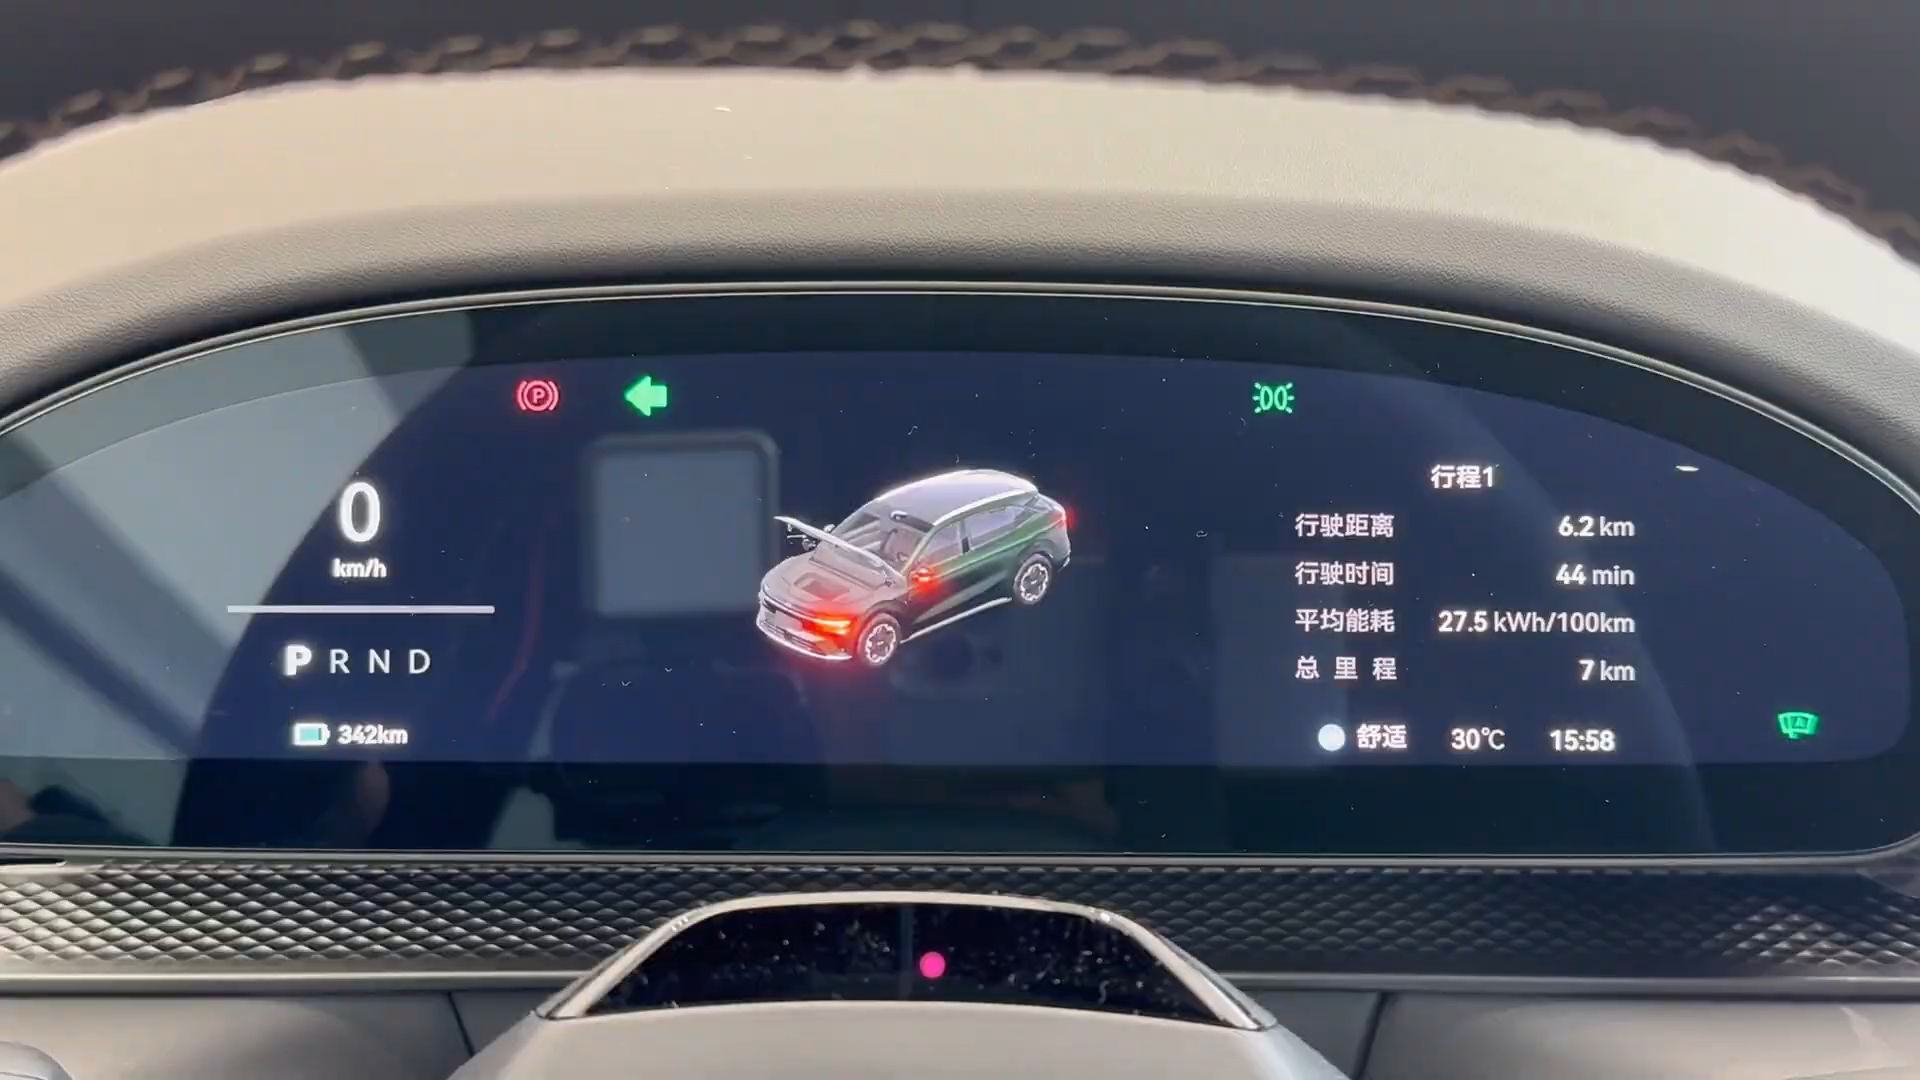 0
km/h
P R N D
342km
行程1
行驶距离 6.2 km
行驶时间 44 min
平均能耗 27.5 kWh/100km
总里程 7 km
舒适 30℃ 15:58